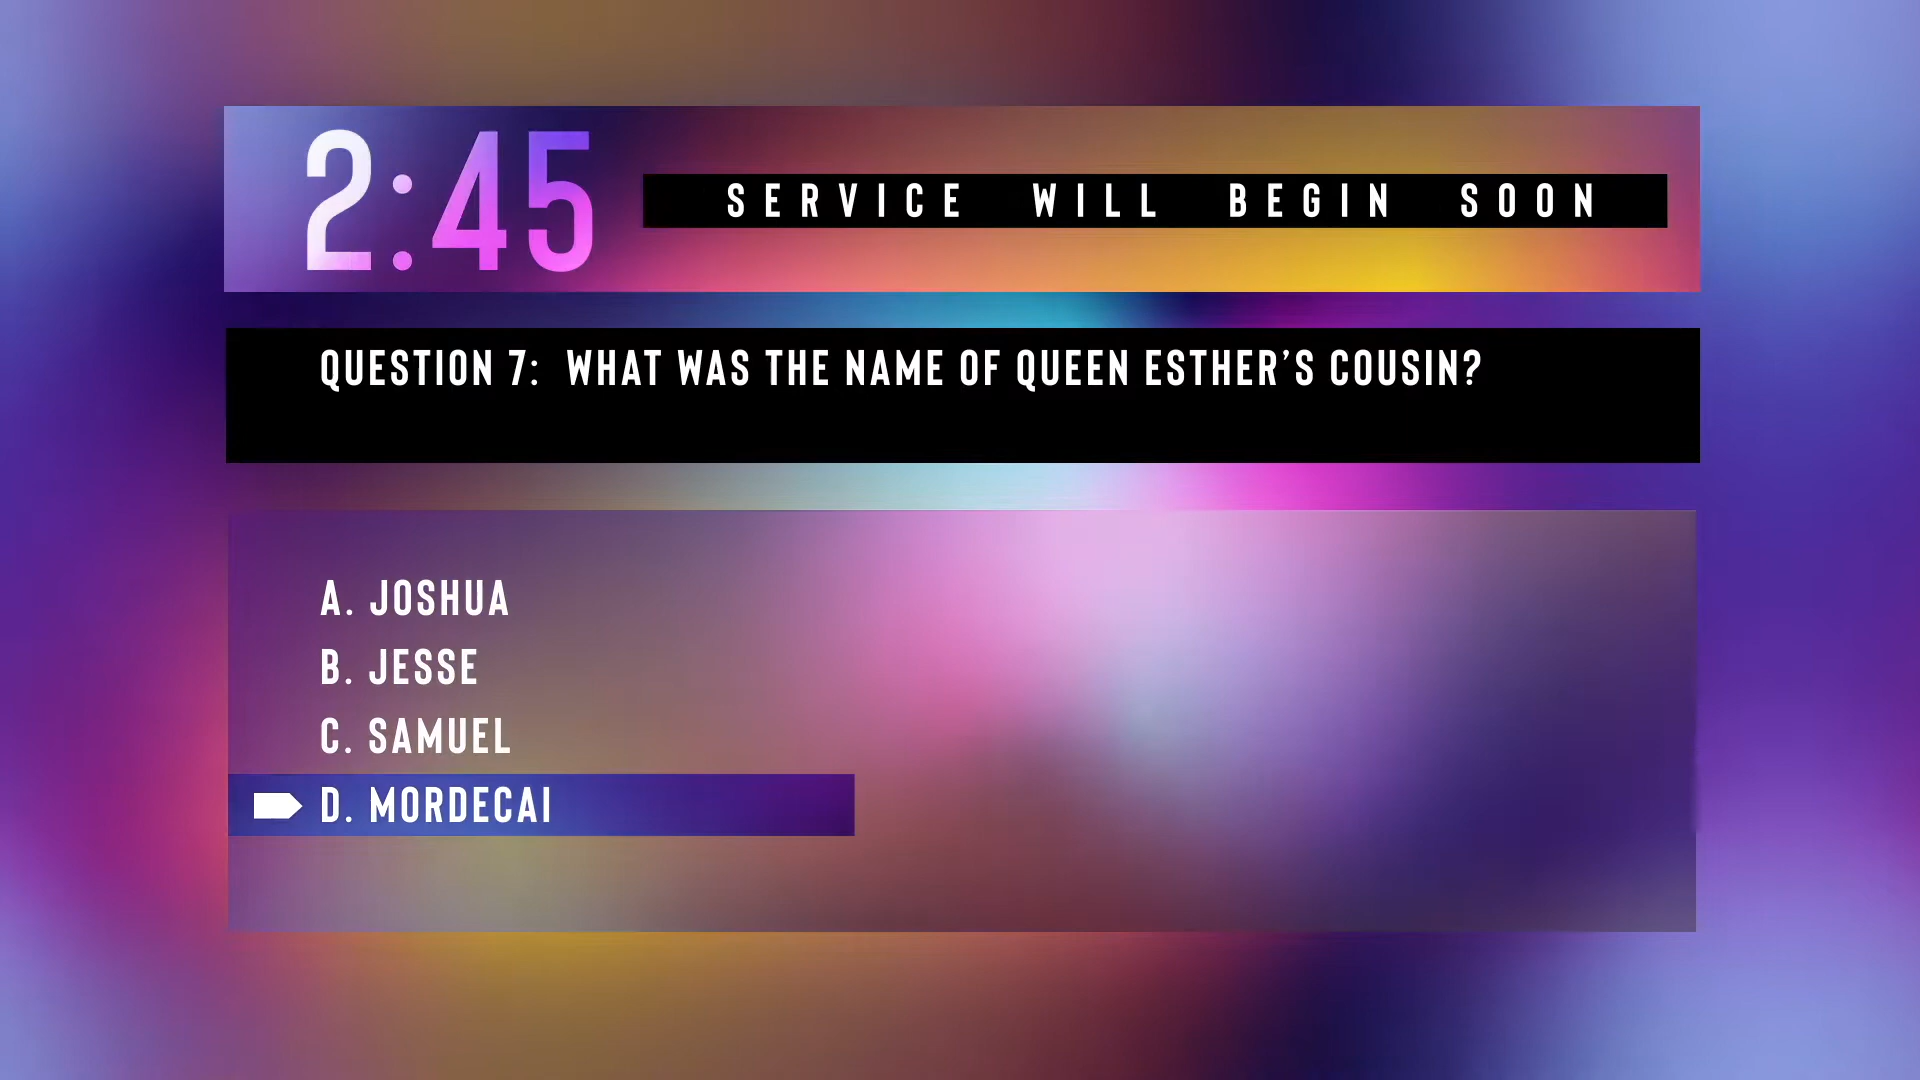 2:45
SERVICE WILL BEGIN SOON
QUESTION 7: WHAT WAS THE NAME OF QUEEN ESTHER'S COUSIN?
A. JOSHUA
B. JESSE
C. SAMUEL
D. MORDECAI